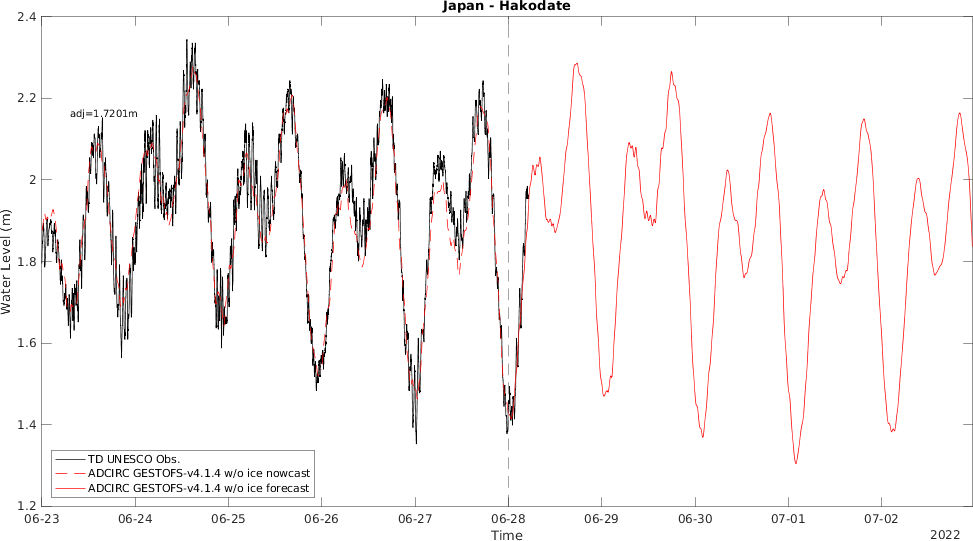 Japan - Hakodate
2.4
2.2
adj=1.7201m
2
1.8
1.6
1.4
1.2
Water Level (m)
TD UNESCO Obs.
ADCIRC GESTOFS-v4.1.4 w/o ice nowcast
ADCIRC GESTOFS-v4.1.4 w/o ice forecast
06-23 06-24 06-25 06-26 06-27 06-28 06-29 06-30 07-01 07-02
Time
2022